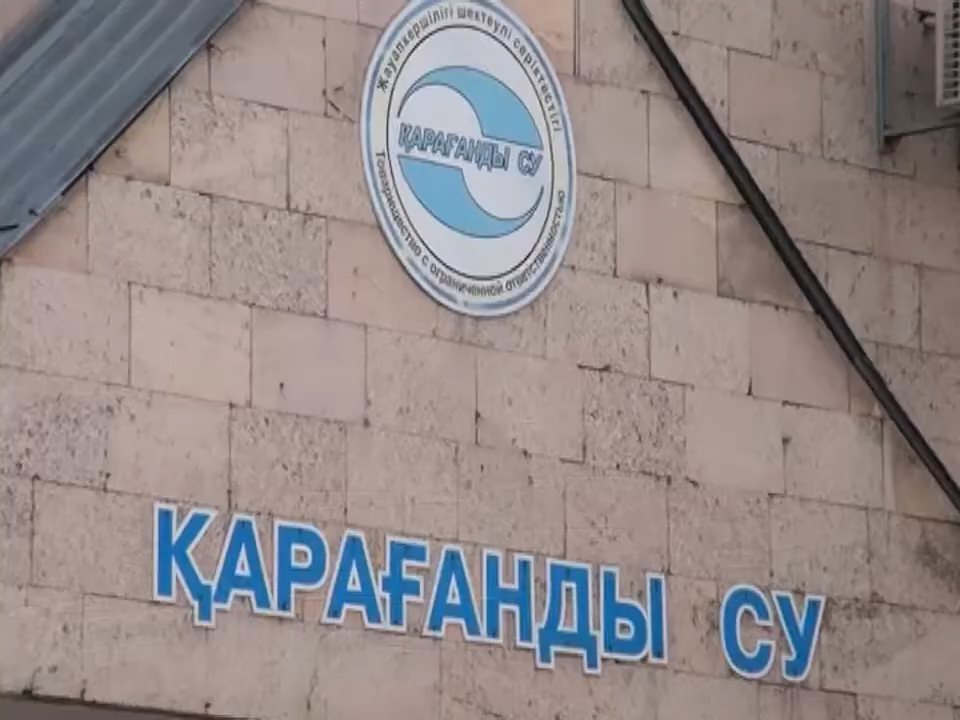 Жауапкершілігі шектеулі серіктестігі
ҚАРАҒАНДЫ СУ
Товарищество с ограниченной ответственностью
ҚАРАҒАНДЫ СУ